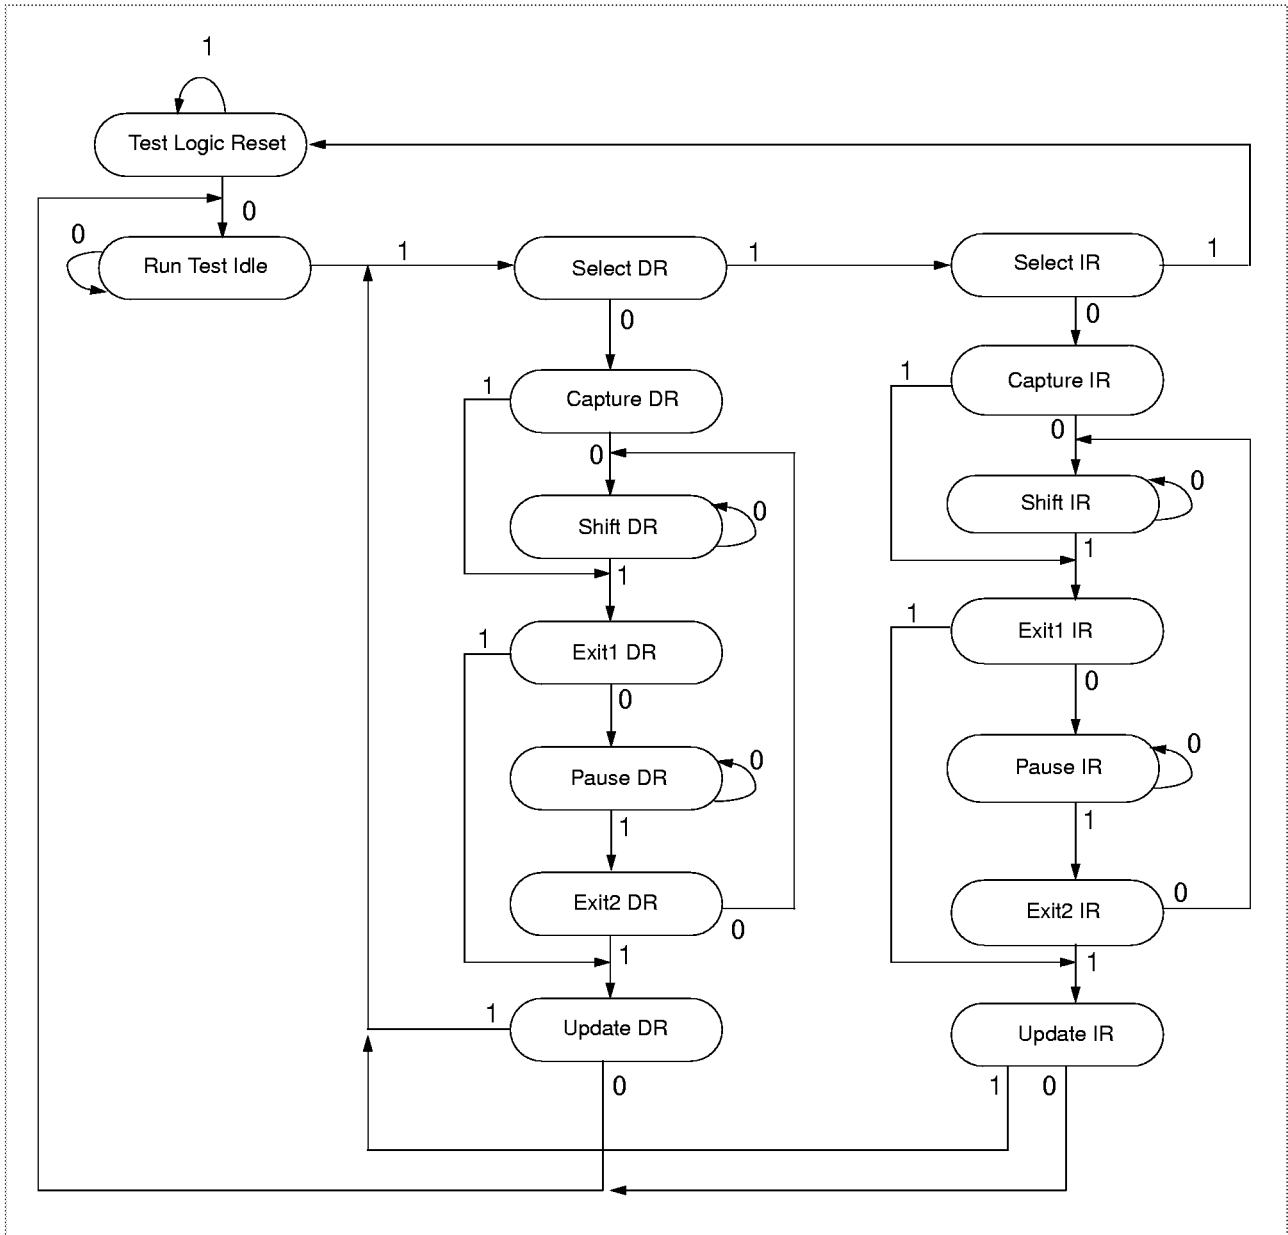 1
Test Logic Reset
0
0
Run Test Idle
1
Select DR
1
Select IR
1
0
0
1
Capture DR
1
Capture IR
0
0
Shift DR
0
Shift IR
0
1
1
1
Exit1 DR
1
Exit1 IR
0
0
Pause DR
0
Pause IR
0
1
1
Exit2 DR
0
Exit2 IR
0
1
1
1
Update DR
Update IR
0
1
0